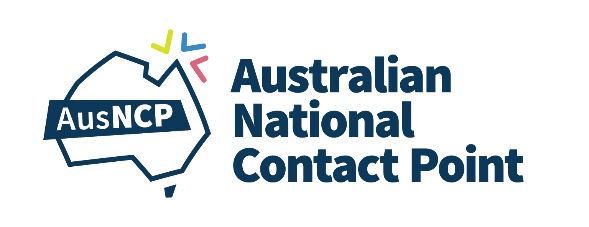 AusNCP
Australian
National
Contact Point